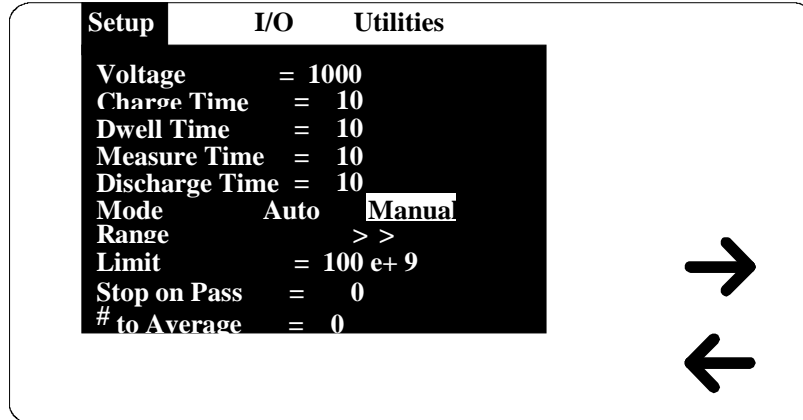 Setup I/O Utilities
Voltage = 1000
Charge Time = 10
Dwell Time = 10
Measure Time = 10
Discharge Time = 10
Mode Auto Manual
Range > >
Limit = 100 e+ 9
Stop on Pass = 0
# to Average = 0